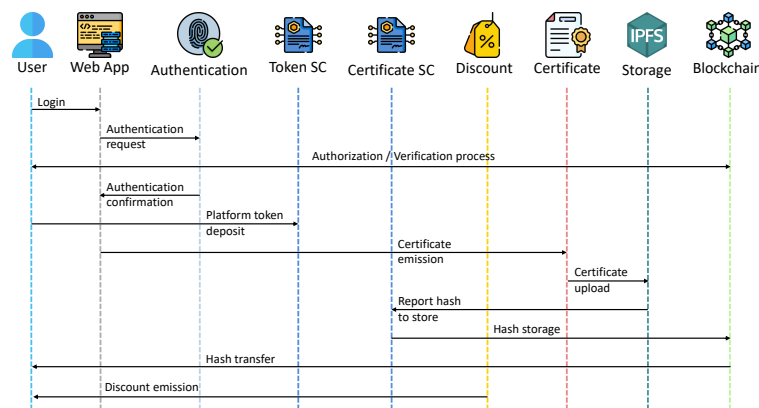 IPFS
User
Web App
Authentication
Token SC
Certificate SC
Discount
Certificate
Storage
Blockchain
Login
Authentication
request
Authorization / Verification process
Authentication
confirmation
Platform token
deposit
Certificate
emission
Certificate
upload
Report hash
to store
Hash storage
Hash transfer
Discount emission